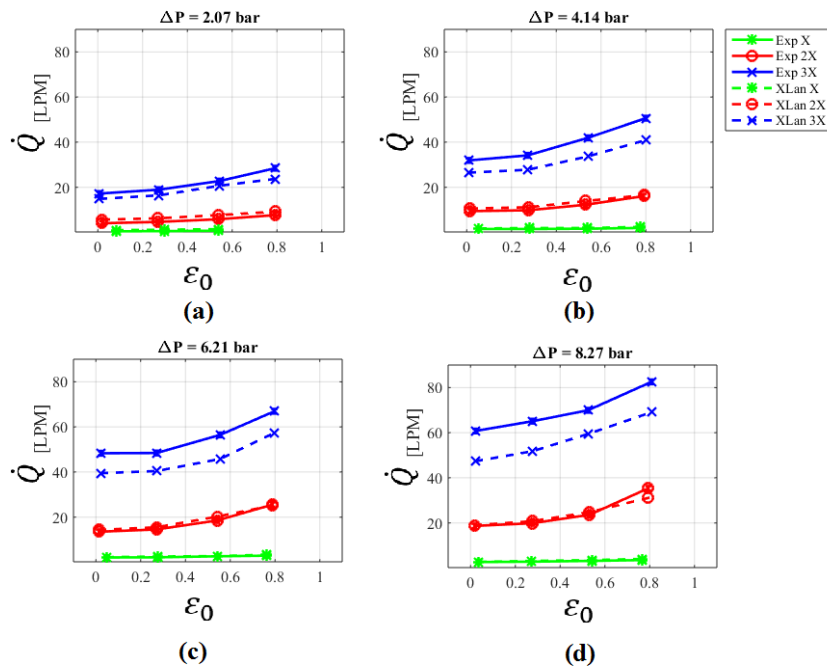 ΔP = 2.07 bar
80
60
40
20
Q̇ [LPM]
0 0.2 0.4 0.6 0.8 1
ε0
(a)
ΔP = 4.14 bar
80
60
40
20
Q̇ [LPM]
0 0.2 0.4 0.6 0.8 1
ε0
(b)
Exp X
Exp 2X
Exp 3X
XLan X
XLan 2X
XLan 3X
ΔP = 6.21 bar
80
60
40
20
Q̇ [LPM]
0 0.2 0.4 0.6 0.8 1
ε0
(c)
ΔP = 8.27 bar
80
60
40
20
Q̇ [LPM]
0 0.2 0.4 0.6 0.8 1
ε0
(d)